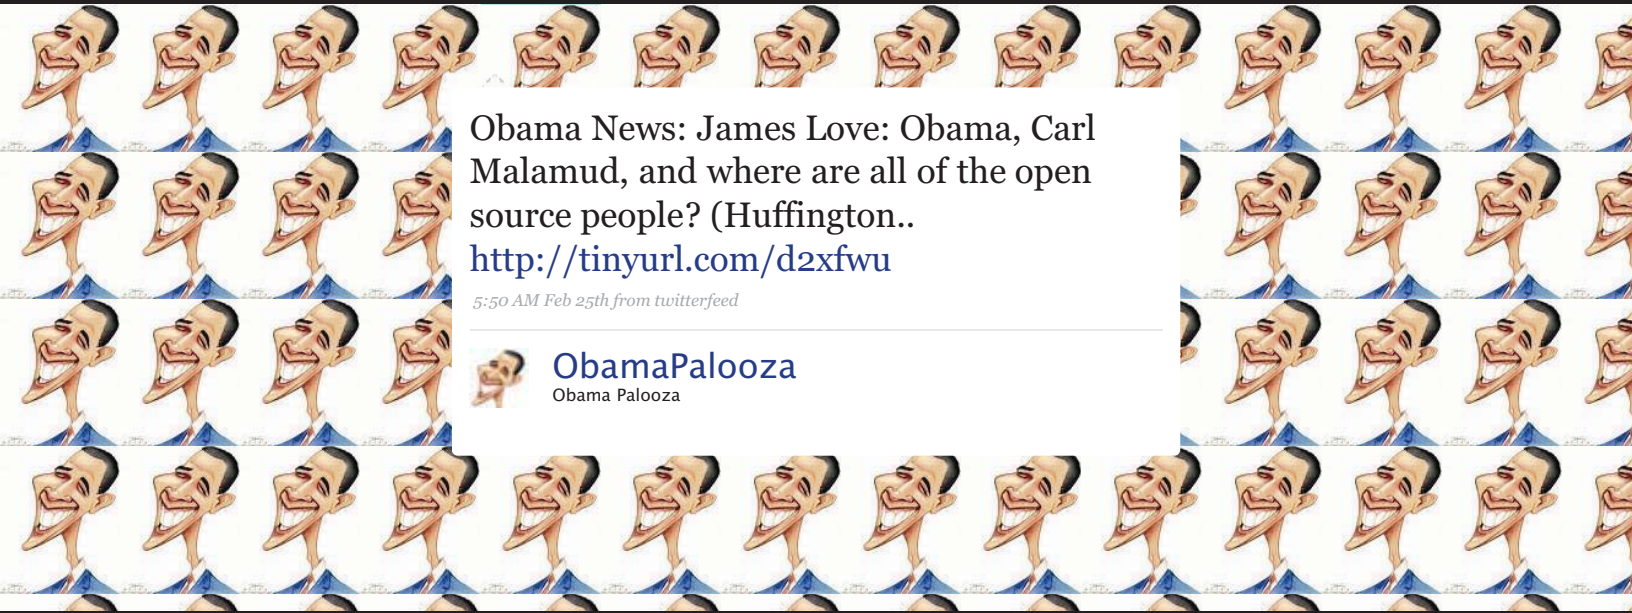 Obama News: James Love: Obama, Carl
Malamud, and where are all of the open
source people? (Huffington..
http://tinyurl.com/d2xfwu
5:50 AM Feb 25th from twitterfeed
ObamaPalooza
Obama Palooza